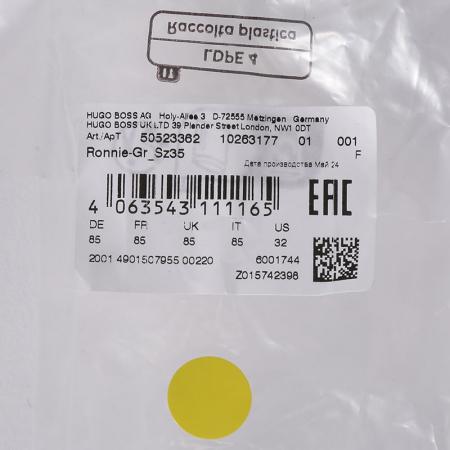 Raccolta plastica
LDPE 4
HUGO BOSS AG Holy-Allee 3 D-72555 Metzingen Germany
HUGO BOSS UK LTD 39 Plender Street London, NW1 0DT
Art./Арт 50523362 10263177 01 001
Ronnie-Gr_Sz35 F
Дата производства Май 24
4 063543 111165
EAC
DE FR UK IT US
85 85 85 85 32
2001 4901507955 00220 6001744
Z015742398